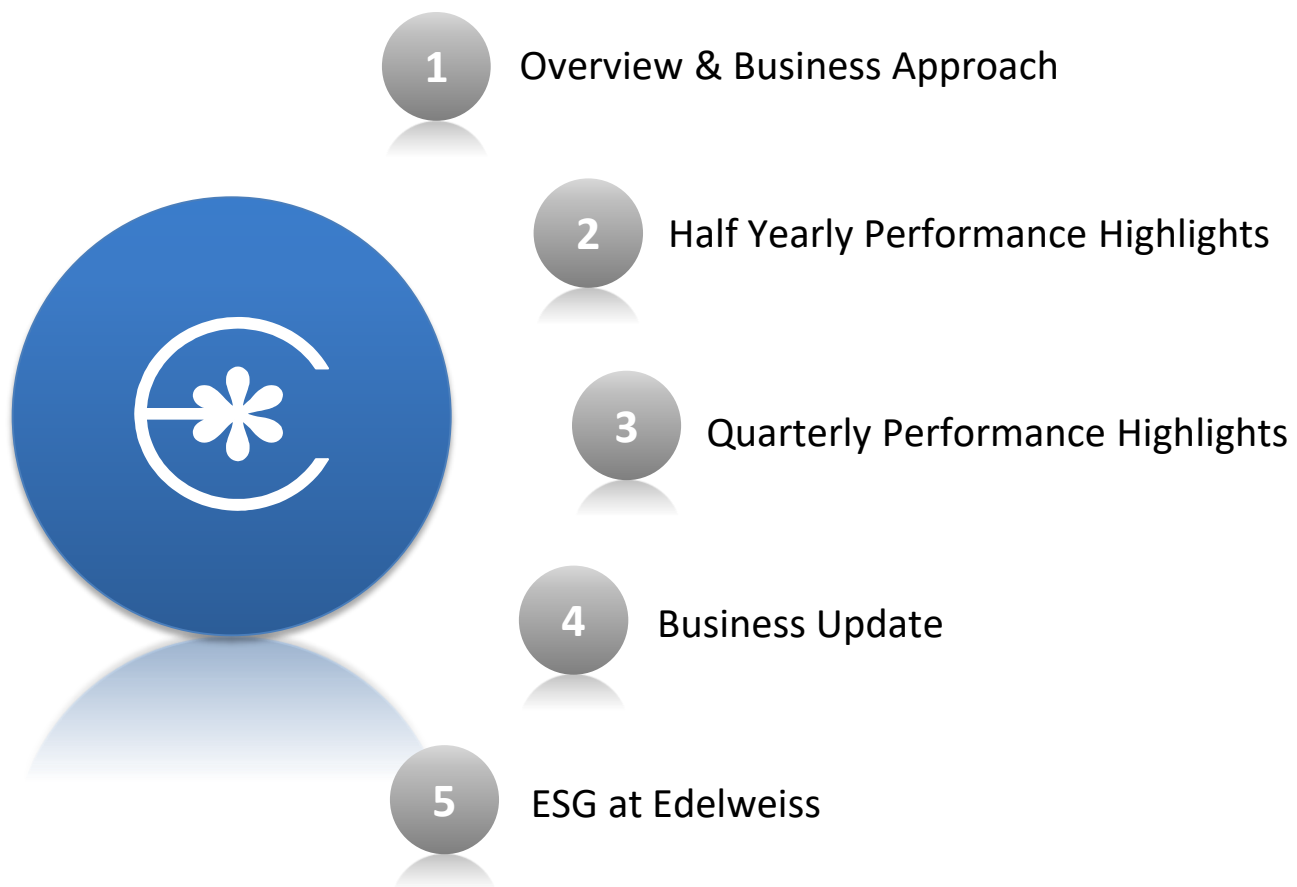 1 Overview & Business Approach
2 Half Yearly Performance Highlights
3 Quarterly Performance Highlights
4 Business Update
5 ESG at Edelweiss